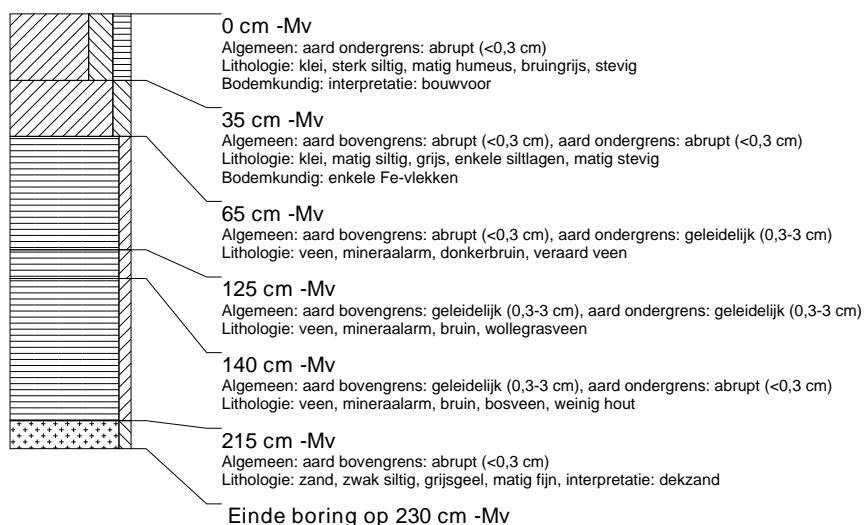 0 cm -Mv
Algemeen: aard ondergrens: abrupt (<0,3 cm)
Lithologie: klei, sterk siltig, matig humeus, bruingrijs, stevig
Bodemkundig: interpretatie: bouwvoor
35 cm -Mv
Algemeen: aard bovengrens: abrupt (<0,3 cm), aard ondergrens: abrupt (<0,3 cm)
Lithologie: klei, matig siltig, grijs, enkele siltlagen, matig stevig
Bodemkundig: enkele Fe-vlekken
65 cm -Mv
Algemeen: aard bovengrens: abrupt (<0,3 cm), aard ondergrens: geleidelijk (0,3-3 cm)
Lithologie: veen, mineraalarm, donkerbruin, veraard veen
125 cm -Mv
Algemeen: aard bovengrens: geleidelijk (0,3-3 cm), aard ondergrens: geleidelijk (0,3-3 cm)
Lithologie: veen, mineraalarm, bruin, wollegrasveen
140 cm -Mv
Algemeen: aard bovengrens: geleidelijk (0,3-3 cm), aard ondergrens: abrupt (<0,3 cm)
Lithologie: veen, mineraalarm, bruin, bosveen, weinig hout
215 cm -Mv
Algemeen: aard bovengrens: abrupt (<0,3 cm)
Lithologie: zand, zwak siltig, grijsgeel, matig fijn, interpretatie: dekzand
Einde boring op 230 cm -Mv